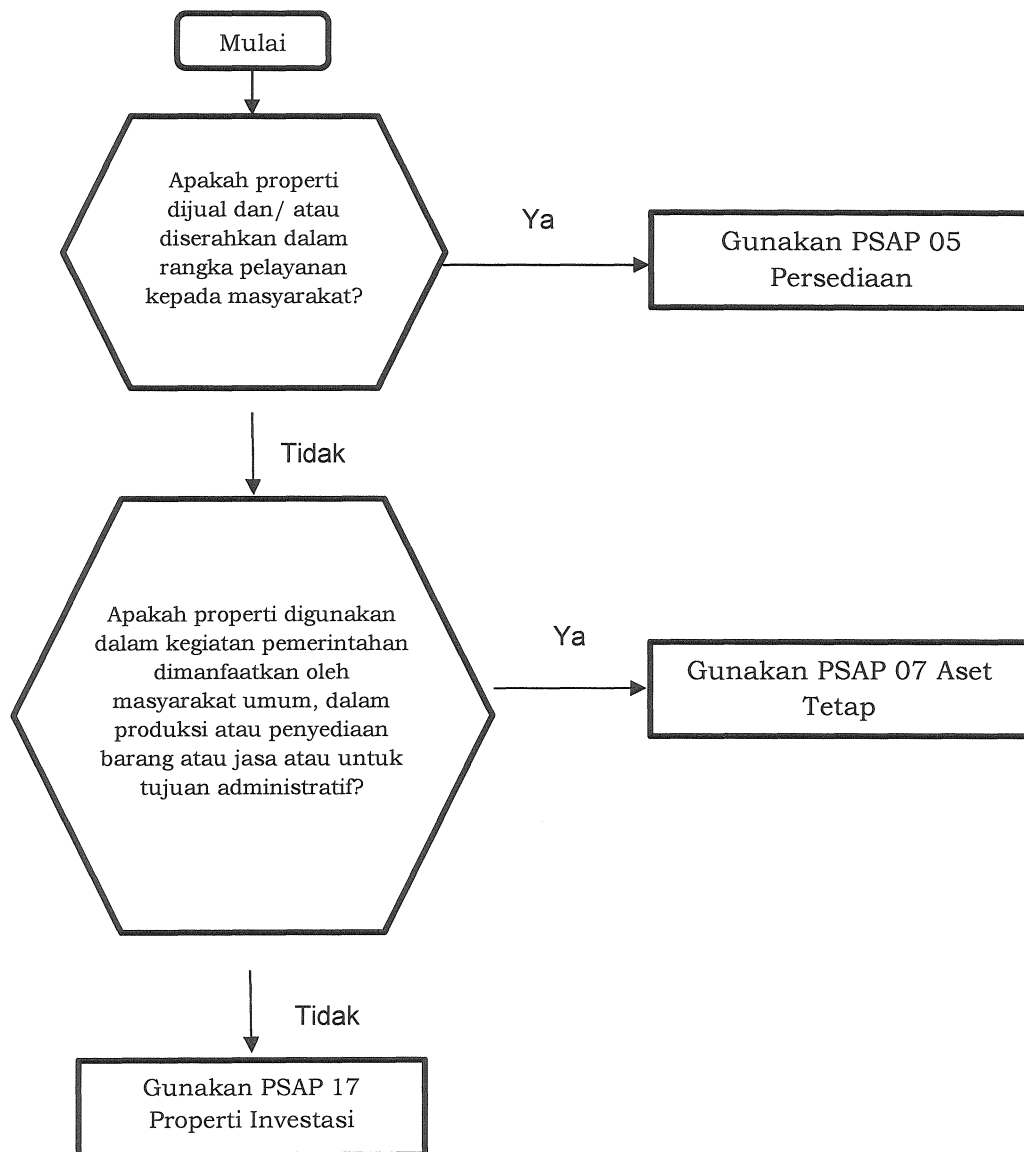 Mulai
Apakah properti
dijual dan/ atau
diserahkan dalam
rangka pelayanan
kepada masyarakat?
Ya
Gunakan PSAP 05
Persediaan
Tidak
Apakah properti digunakan
dalam kegiatan pemerintahan
dimanfaatkan oleh
masyarakat umum, dalam
produksi atau penyediaan
barang atau jasa atau untuk
tujuan administratif?
Ya
Gunakan PSAP 07 Aset
Tetap
Tidak
Gunakan PSAP 17
Properti Investasi